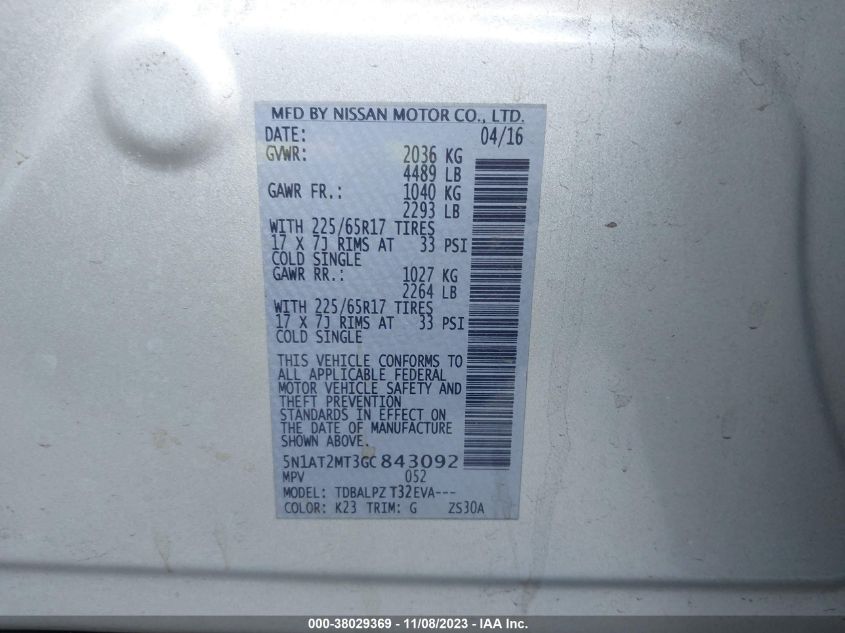 MFD BY NISSAN MOTOR CO., LTD.
DATE: 04/16
GVWR: 2036 KG
4489 LB
GAWR FR.: 1040 KG
2293 LB
WITH 225/65R17 TIRES
17 X 7J RIMS AT 33 PSI
COLD SINGLE
GAWR RR.: 1027 KG
2264 LB
WITH 225/65R17 TIRES
17 X 7J RIMS AT 33 PSI
COLD SINGLE
THIS VEHICLE CONFORMS TO
ALL APPLICABLE FEDERAL
MOTOR VEHICLE SAFETY AND
THEFT PREVENTION
STANDARDS IN EFFECT ON
THE DATE OF MANUFACTURE
SHOWN ABOVE.
5N1AT2MT3GC843092
MPV 052
MODEL: TDBALPZ T32EVA---
COLOR: K23 TRIM: G ZS30A
000-38029369 - 11/08/2023 - IAA Inc.